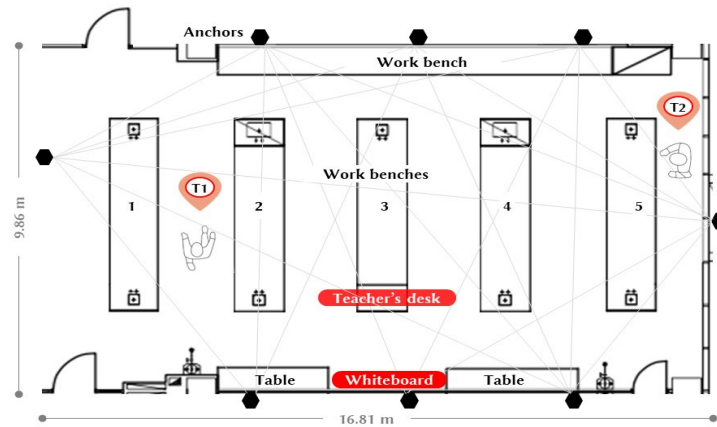 Anchors
Work bench
T2
9.86 m
Work benches
T1
1
2
3
4
5
Teacher's desk
Table
Whiteboard
Table
16.81 m